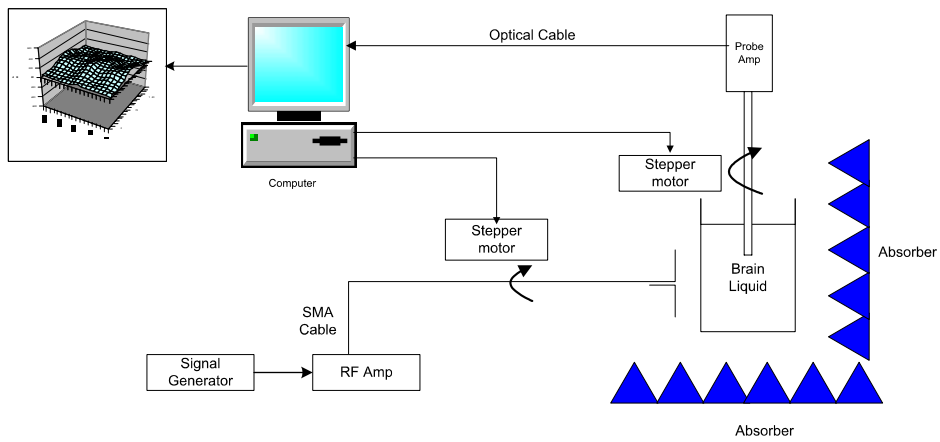 Optical Cable
Probe
Amp
Computer
Stepper
motor
Stepper
motor
Brain
Liquid
Absorber
SMA
Cable
Signal
Generator
RF Amp
Absorber